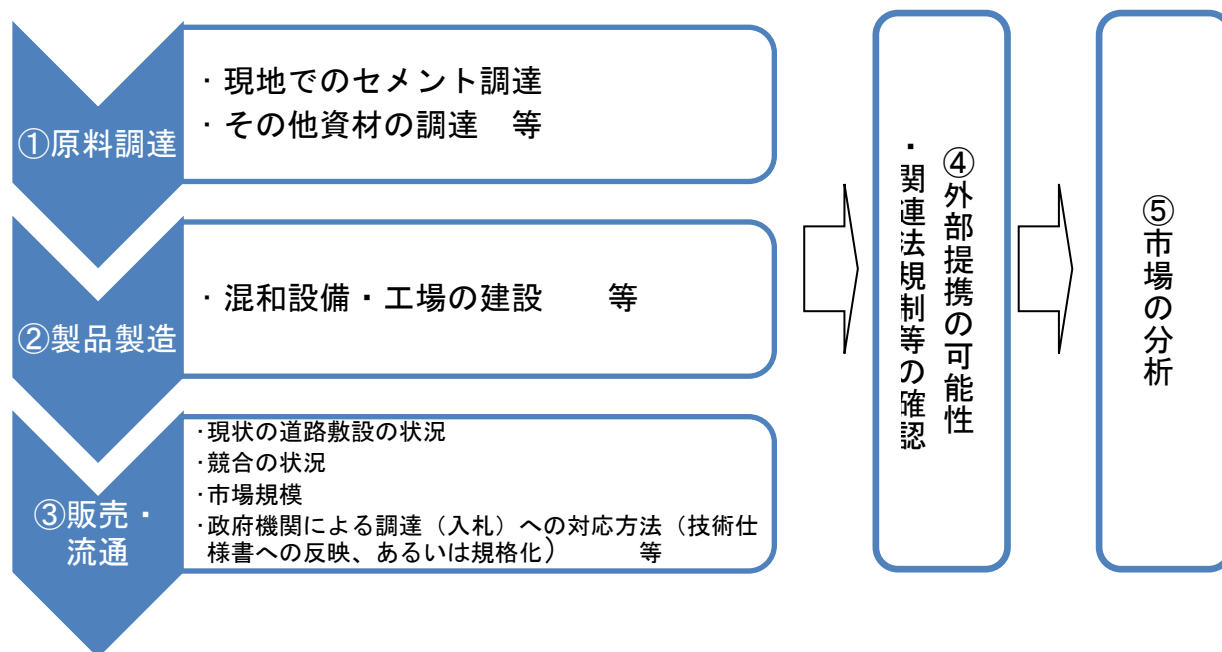 ①原料調達
・現地でのセメント調達
・その他資材の調達　等
②製品製造
・混和設備・工場の建設　　等
③販売・
流通
・現状の道路敷設の状況
・競合の状況
・市場規模
・政府機関による調達（入札）への対応方法（技術仕
様書への反映、あるいは規格化）　　　等
④外部提携の可能性
・関連法規制等の確認
⑤市場の分析